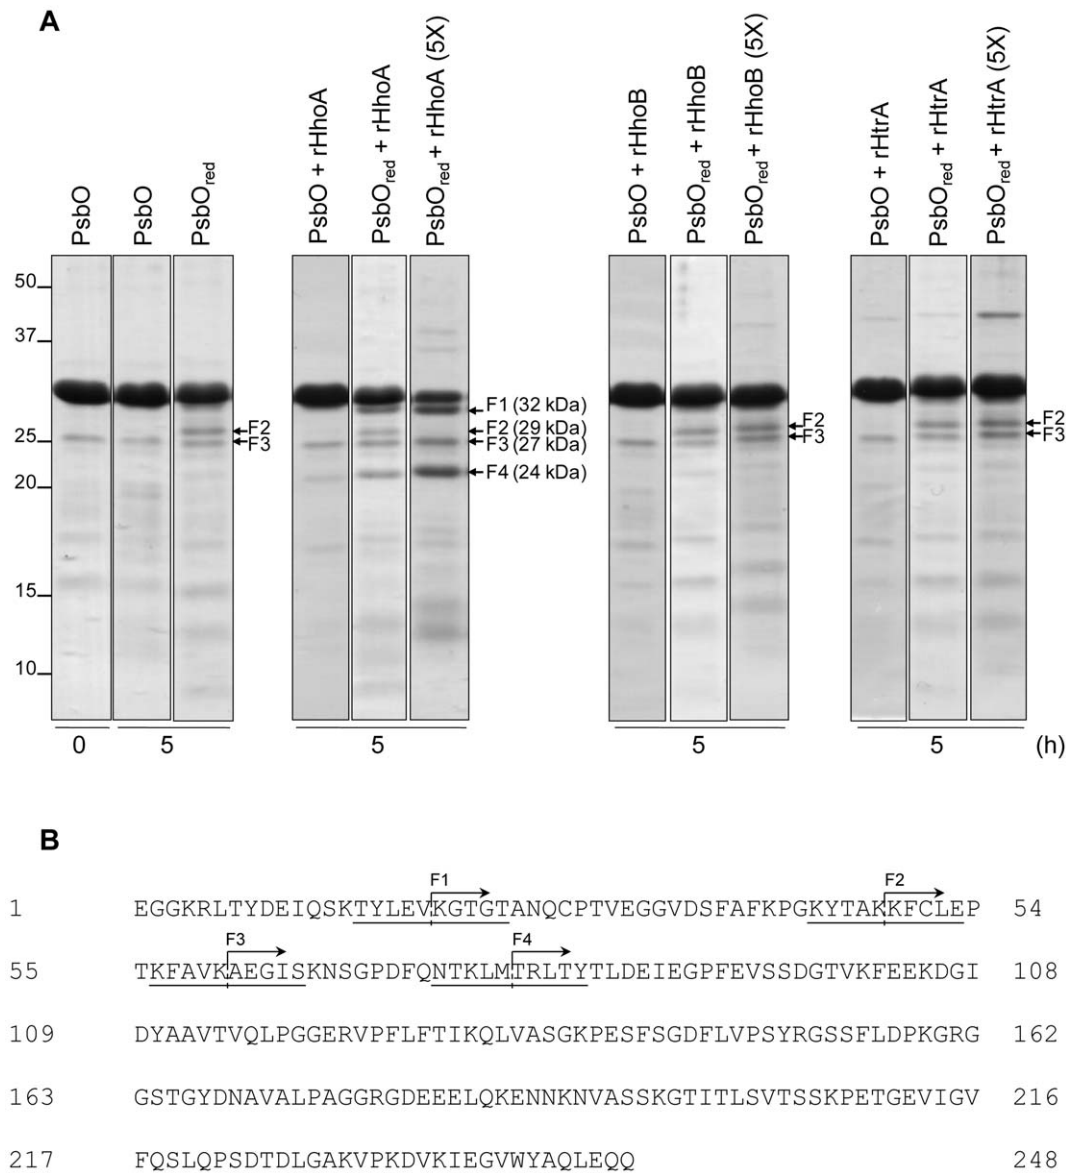 A
PsbO
PsbO
PsbOred
PsbO + rHhoA
PsbOred + rHhoA
PsbOred + rHhoA (5X)
PsbO + rHhoB
PsbOred + rHhoB
PsbOred + rHhoB (5X)
PsbO + rHtrA
PsbOred + rHtrA
PsbOred + rHtrA (5X)
50
37
25
20
15
10
F2
F3
F1 (32 kDa)
F2 (29 kDa)
F3 (27 kDa)
F4 (24 kDa)
F2
F3
F2
F3
0 5 5 5 5 (h)
B
F1 F2
1 EGGKRLTYDEIQSKTYLEVKGTGTANQCPTVEGGVDSFAFKPGKYTAKKFCLEP 54
F3 F4
55 TKFAVKAEGISKNSGPDFQNTKLMTRLTYTLDEIEGPFEVSSDGTVKFEEKDGI 108
109 DYAAVTVQLPGGERVPFLFTIKQLVASGKPESFSGDFLVPSYRGSSFLDPKGRG 162
163 GSTGYDNAVALPAGGRGDEEELQKENNKNVASSKGTITLSVTSSKPETGEVIGV 216
217 FQSLQPSDTDLGAKVPKDVKIEGVWYAQLEQQ 248